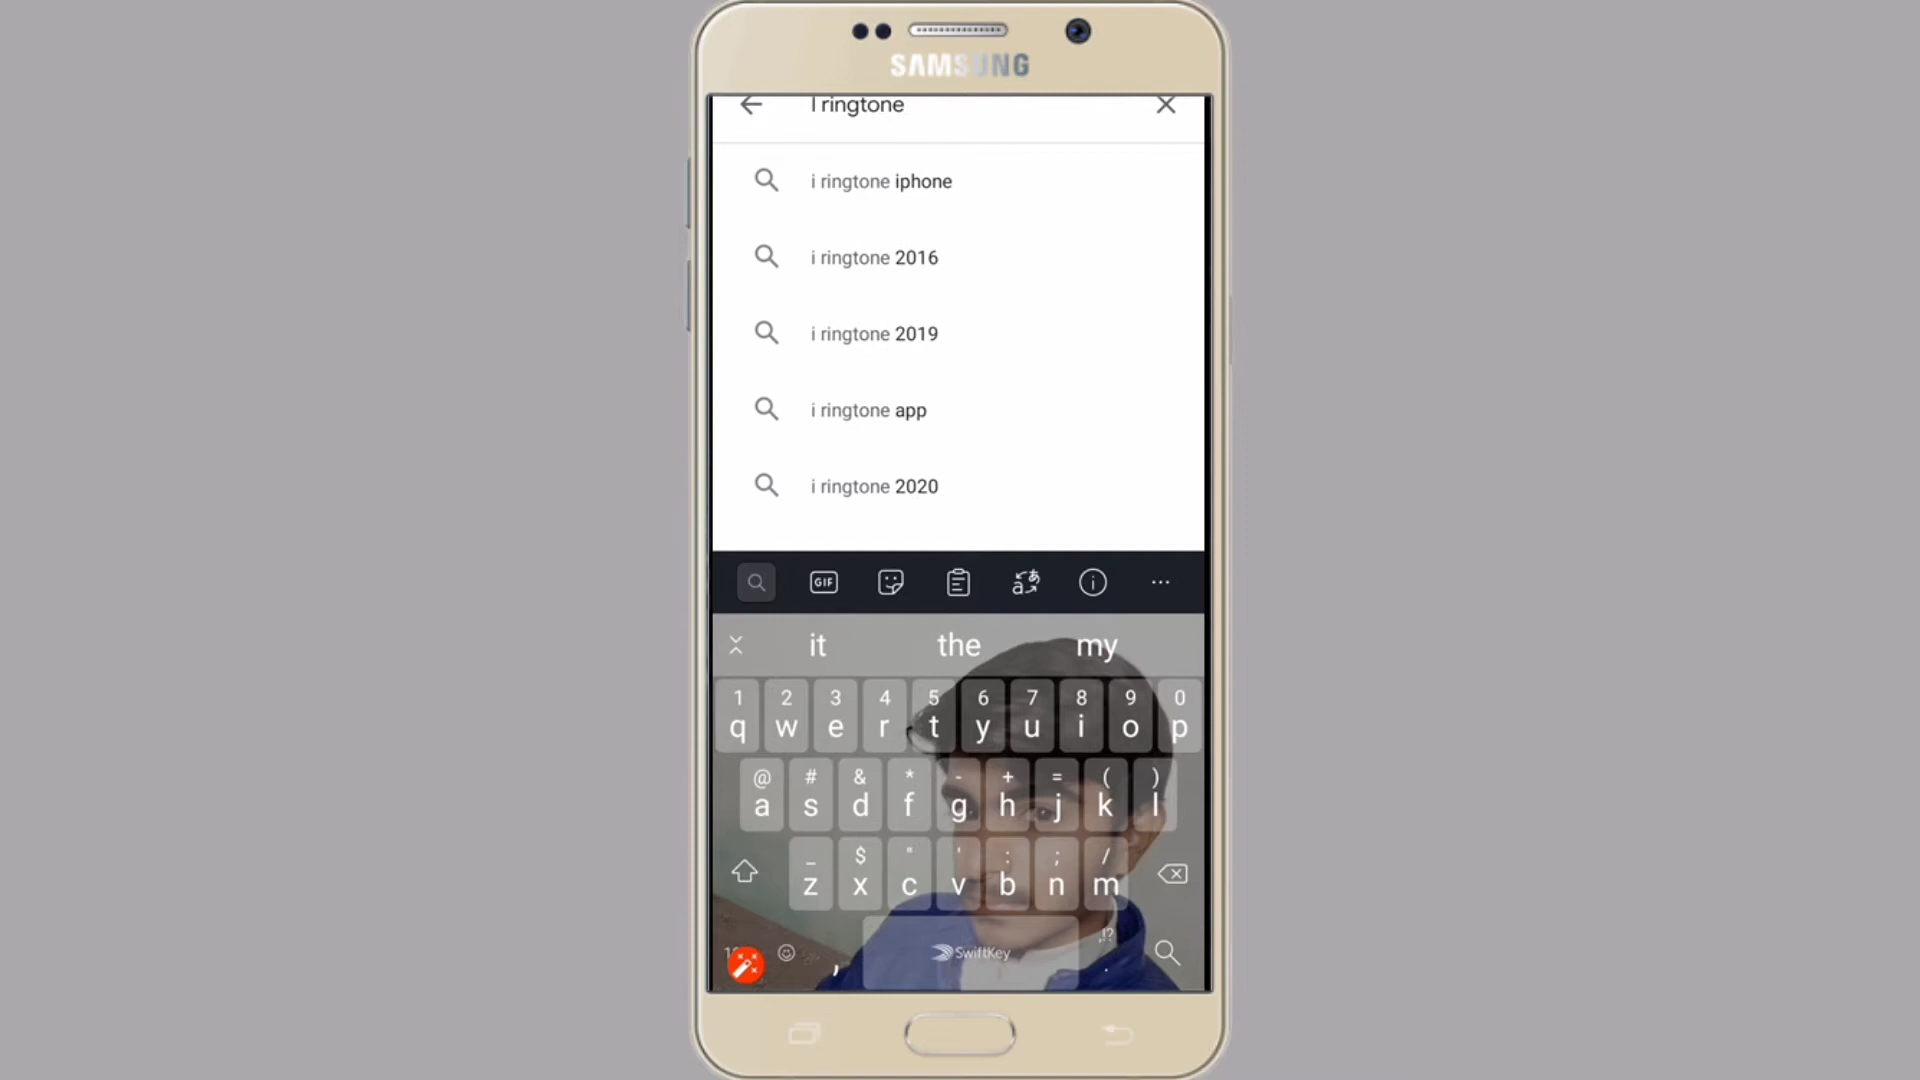 SAMSUNG
I ringtone
i ringtone iphone
i ringtone 2016
i ringtone 2019
i ringtone app
i ringtone 2020
GIF
it the my
1 2 3 4 5 6 7 8 9 0
q w e r t y u i o p
@ # & * - + = ( )
a s d f g h j k l
_ $ " ' : ; /
z x c v b n m
, SwiftKey ,!? .